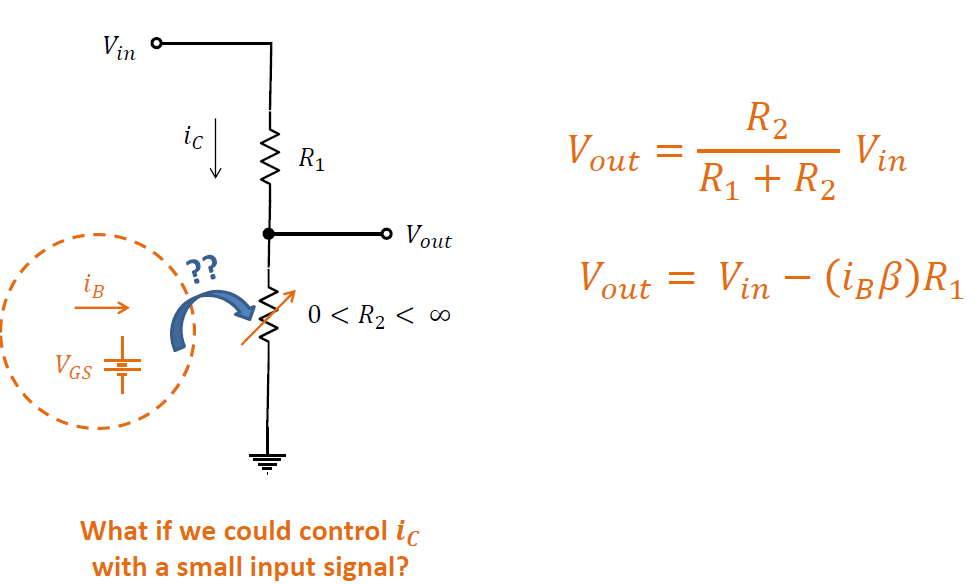 V_in
i_C
R_1
V_out
??
i_B
V_GS
0 < R_2 < ∞
V_out = R_2 / (R_1 + R_2) V_in
V_out = V_in − (i_B β)R_1
What if we could control i_C
with a small input signal?